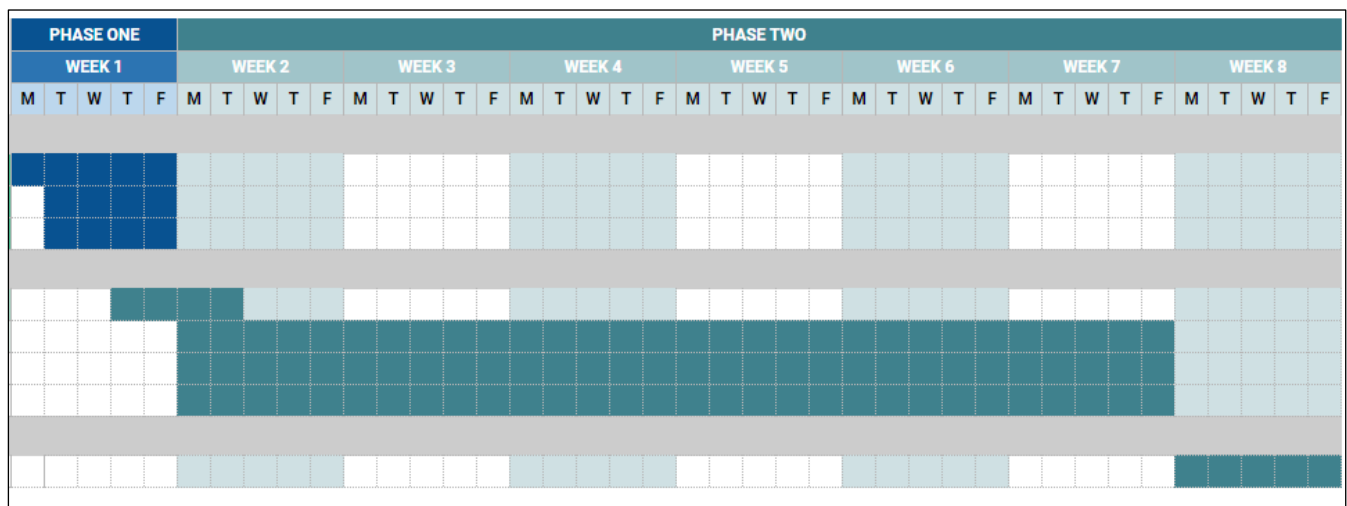 PHASE ONE PHASE TWO
WEEK 1 WEEK 2 WEEK 3 WEEK 4 WEEK 5 WEEK 6 WEEK 7 WEEK 8
M T W T F M T W T F M T W T F M T W T F M T W T F M T W T F M T W T F M T W T F